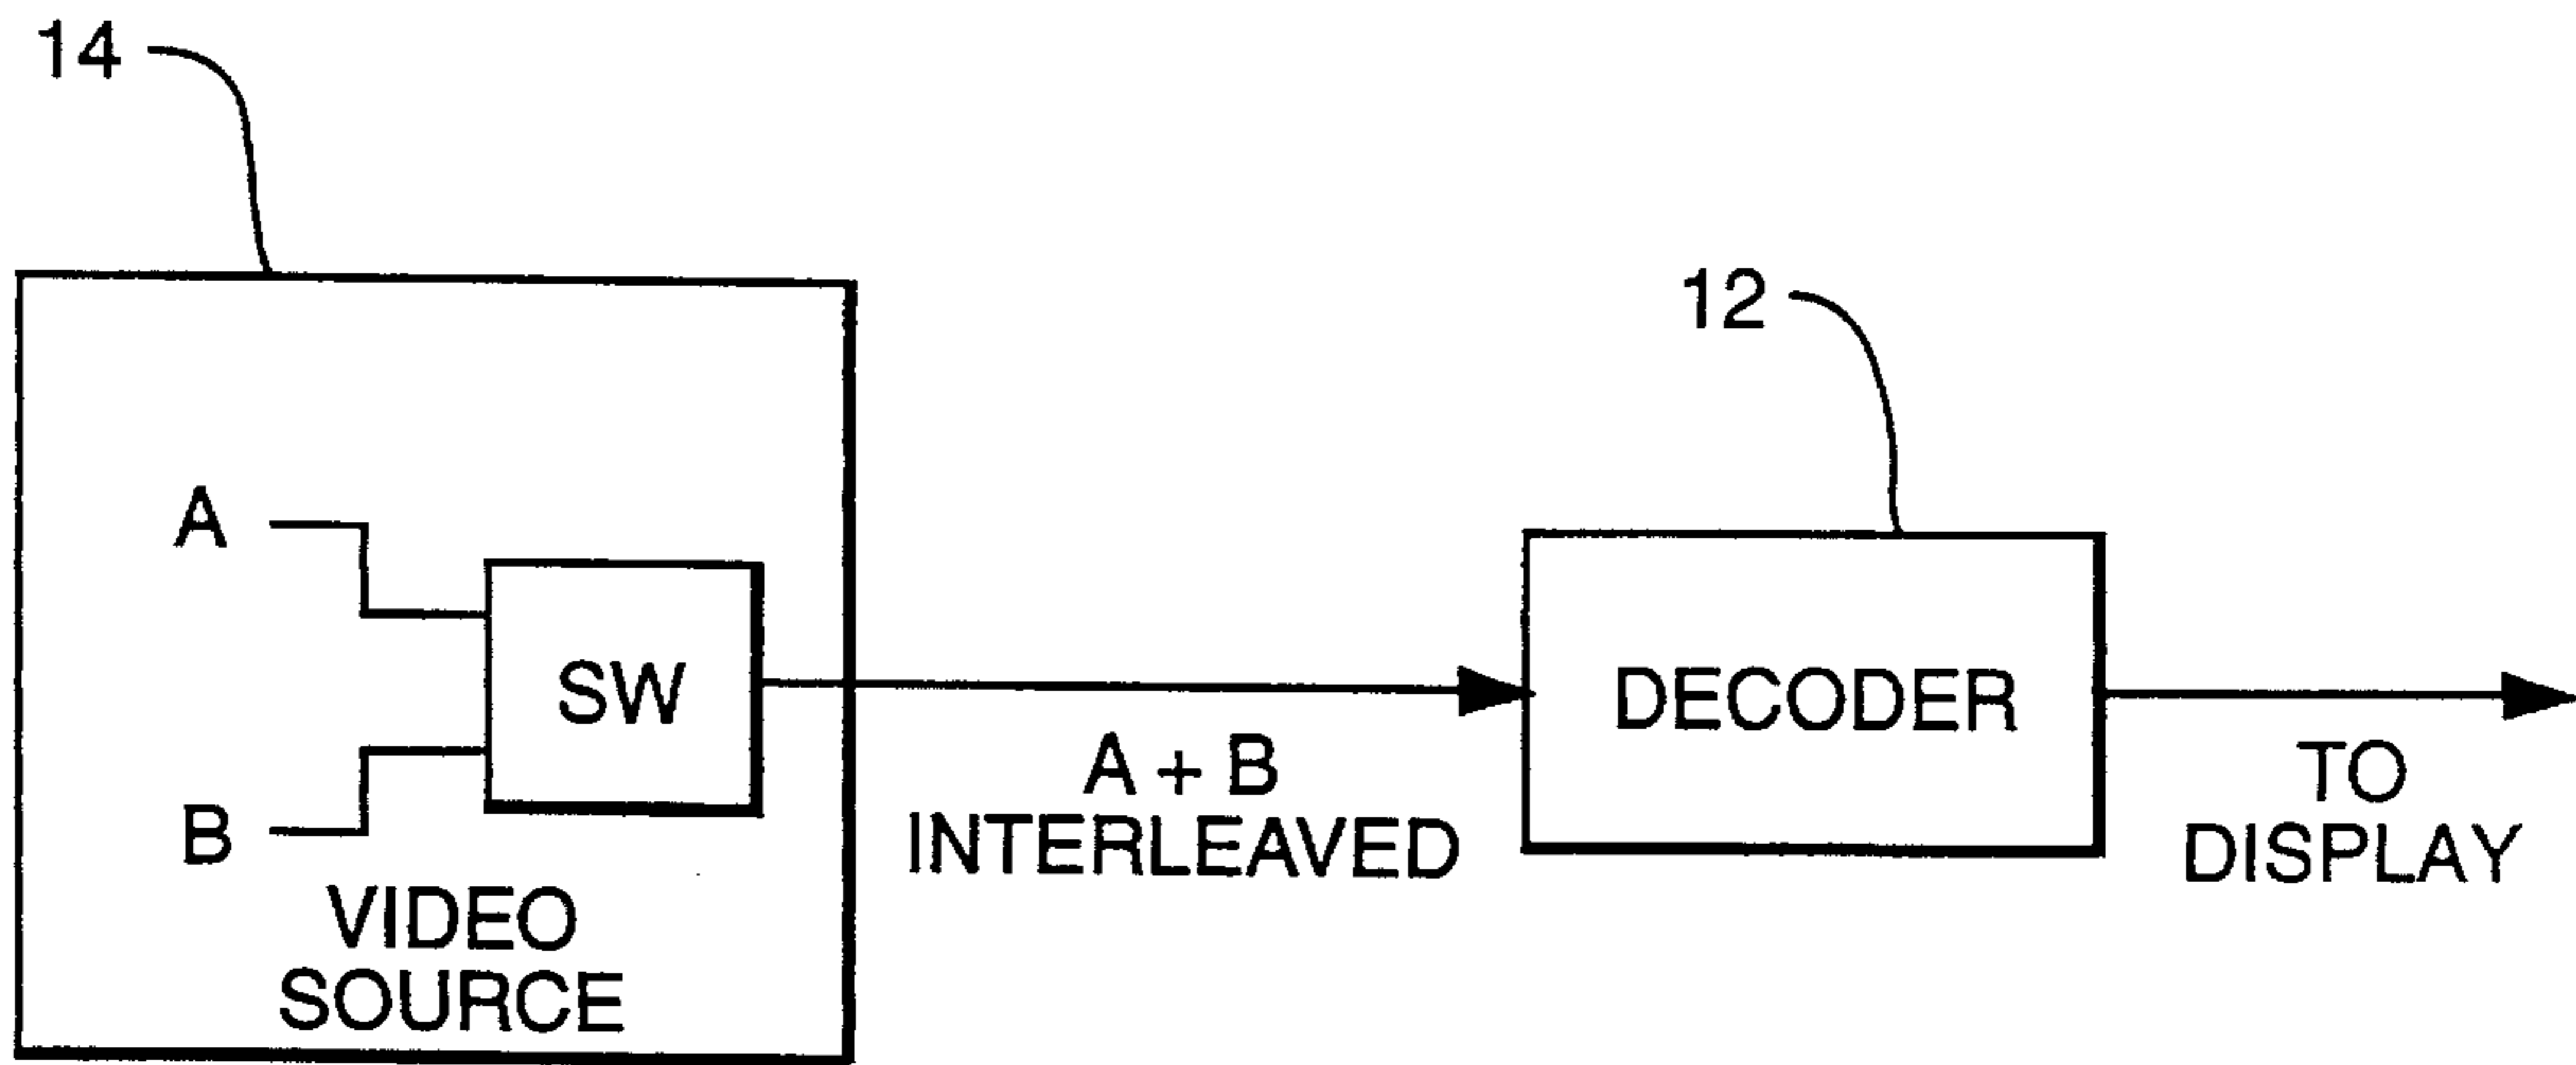 14
12
A
SW
DECODER
A + B
INTERLEAVED
TO
DISPLAY
B
VIDEO
SOURCE